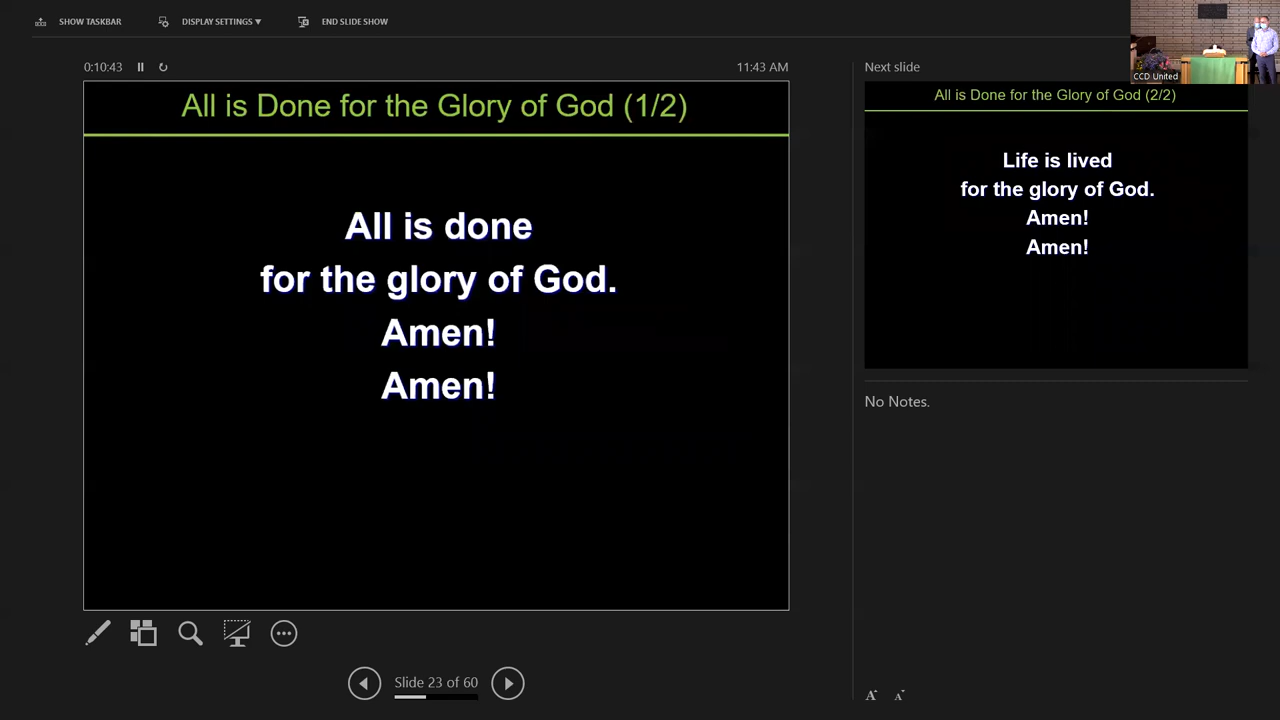 SHOW TASKBAR
DISPLAY SETTINGS ▼
END SLIDE SHOW
CCD United
0:10:43
11:43 AM
All is Done for the Glory of God (1/2)
All is done
for the glory of God.
Amen!
Amen!
Slide 23 of 60
Next slide
All is Done for the Glory of God (2/2)
Life is lived
for the glory of God.
Amen!
Amen!
No Notes.
A A